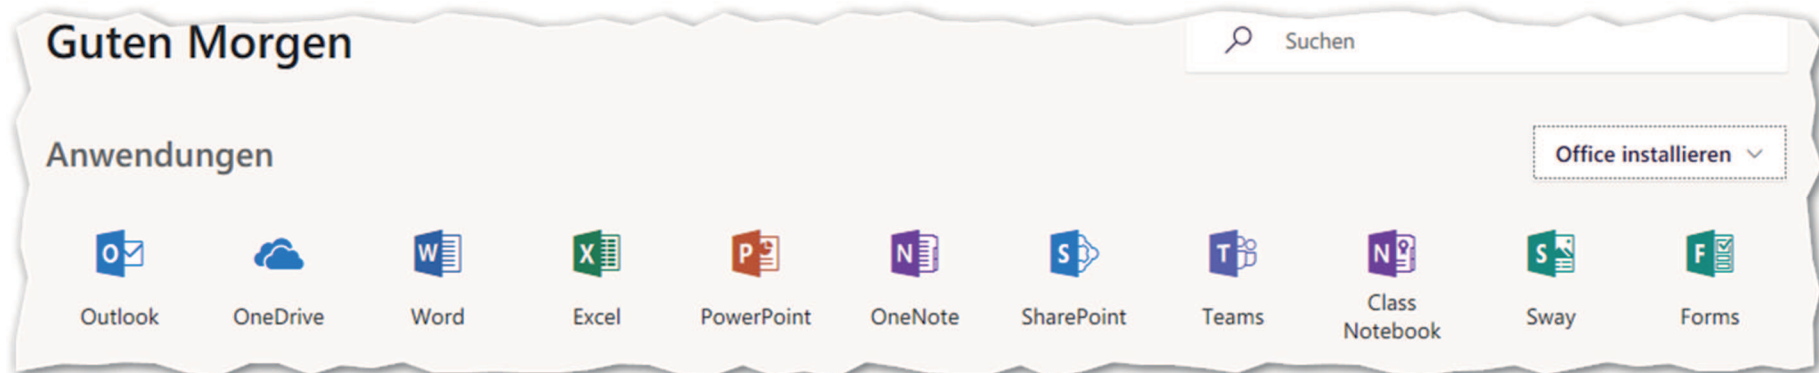 Guten Morgen
Suchen
Anwendungen
Office installieren
Outlook
OneDrive
Word
Excel
PowerPoint
OneNote
SharePoint
Teams
Class
Notebook
Sway
Forms